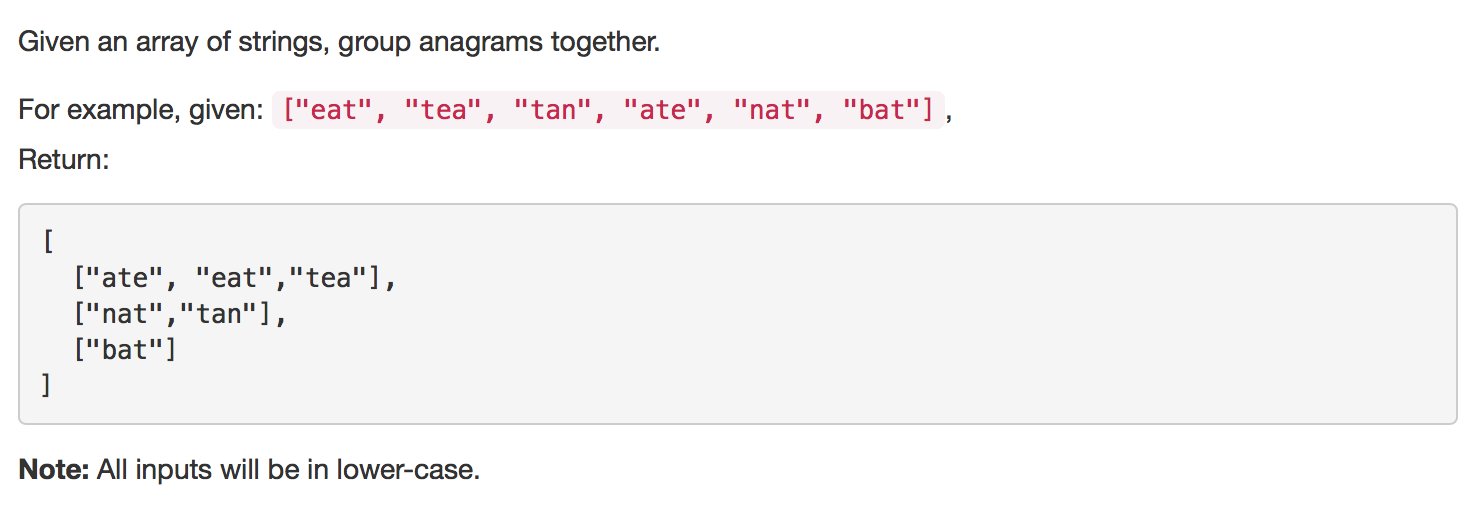 Given an array of strings, group anagrams together.
For example, given: ["eat", "tea", "tan", "ate", "nat", "bat"],
Return:
[
  ["ate", "eat","tea"],
  ["nat","tan"],
  ["bat"]
]
Note: All inputs will be in lower-case.